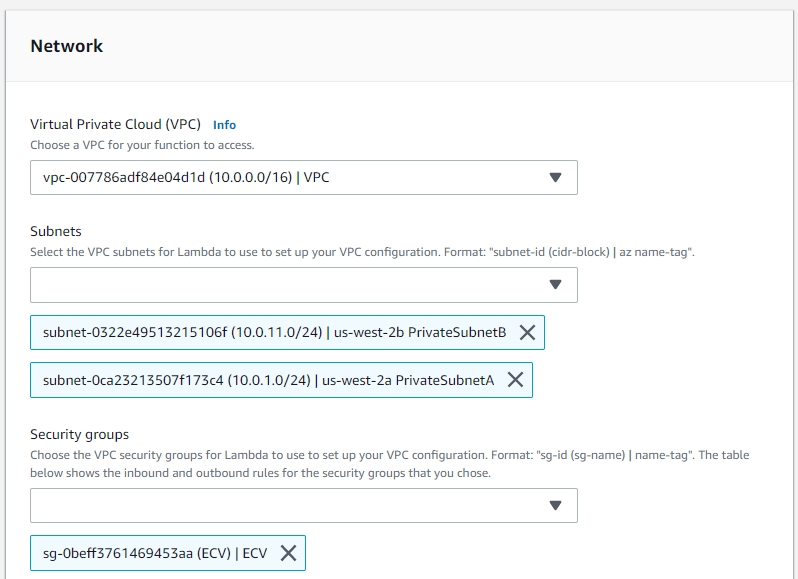 Network
Virtual Private Cloud (VPC) Info
Choose a VPC for your function to access.
vpc-007786adf84e04d1d (10.0.0.0/16) | VPC
Subnets
Select the VPC subnets for Lambda to use to set up your VPC configuration. Format: "subnet-id (cidr-block) | az name-tag".
subnet-0322e49513215106f (10.0.11.0/24) | us-west-2b PrivateSubnetB
subnet-0ca23213507f173c4 (10.0.1.0/24) | us-west-2a PrivateSubnetA
Security groups
Choose the VPC security groups for Lambda to use to set up your VPC configuration. Format: "sg-id (sg-name) | name-tag". The table
below shows the inbound and outbound rules for the security groups that you chose.
sg-0beff3761469453aa (ECV) | ECV